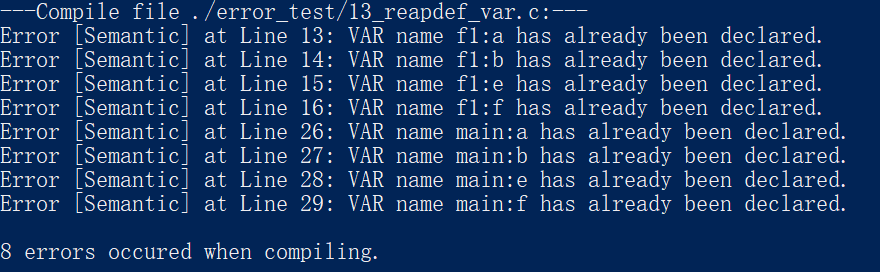 ---Compile file ./error_test/13_reapdef_var.c:---
Error [Semantic] at Line 13: VAR name f1:a has already been declared.
Error [Semantic] at Line 14: VAR name f1:b has already been declared.
Error [Semantic] at Line 15: VAR name f1:e has already been declared.
Error [Semantic] at Line 16: VAR name f1:f has already been declared.
Error [Semantic] at Line 26: VAR name main:a has already been declared.
Error [Semantic] at Line 27: VAR name main:b has already been declared.
Error [Semantic] at Line 28: VAR name main:e has already been declared.
Error [Semantic] at Line 29: VAR name main:f has already been declared.
8 errors occured when compiling.